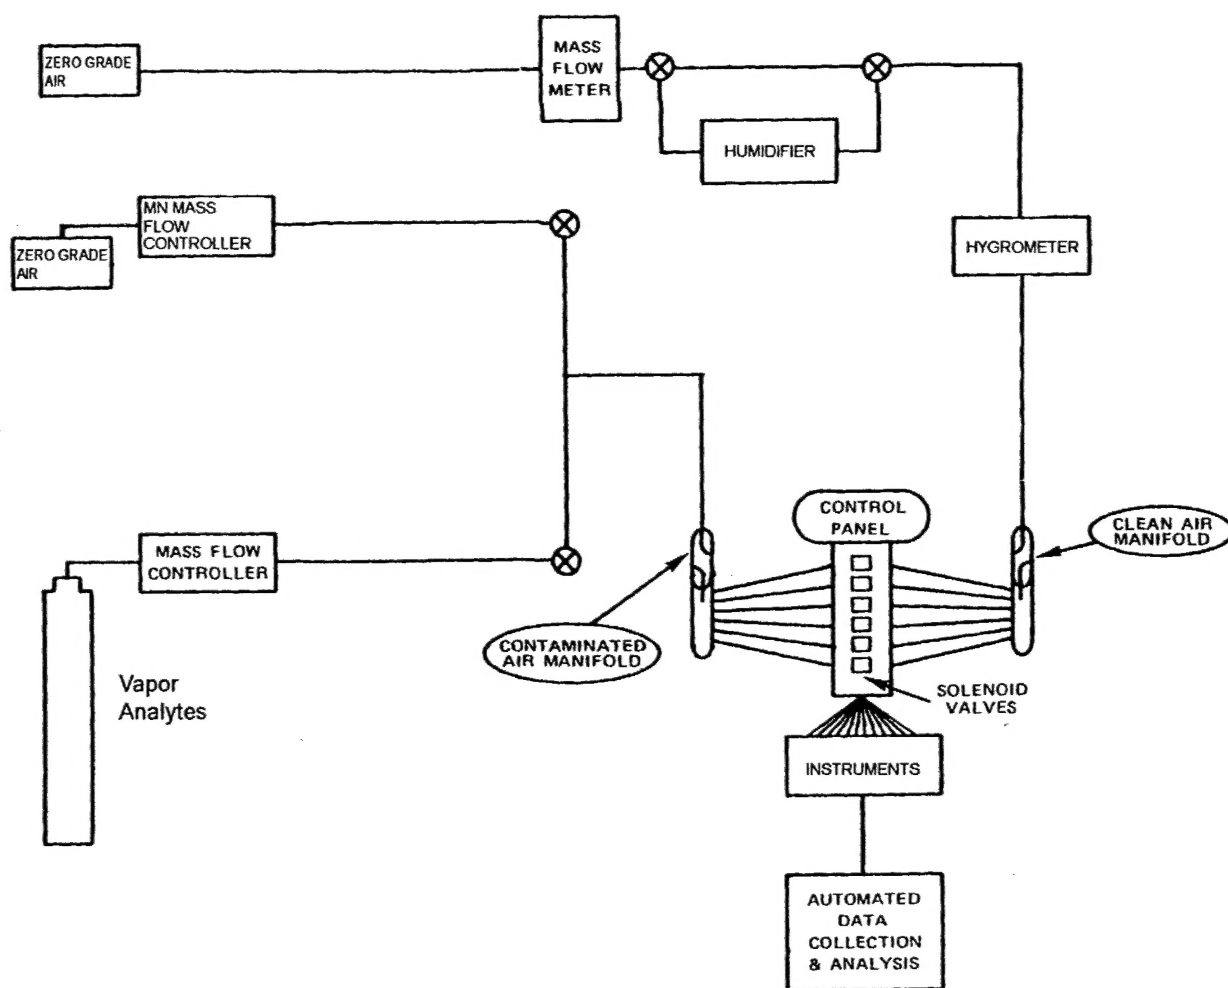 ZERO GRADE
AIR
MASS
FLOW
METER
HUMIDIFIER
MN MASS
FLOW
CONTROLLER
ZERO GRADE
AIR
HYGROMETER
MASS FLOW
CONTROLLER
CONTROL
PANEL
CLEAN AIR
MANIFOLD
CONTAMINATED
AIR MANIFOLD
Vapor
Analytes
SOLENOID
VALVES
INSTRUMENTS
AUTOMATED
DATA
COLLECTION
& ANALYSIS